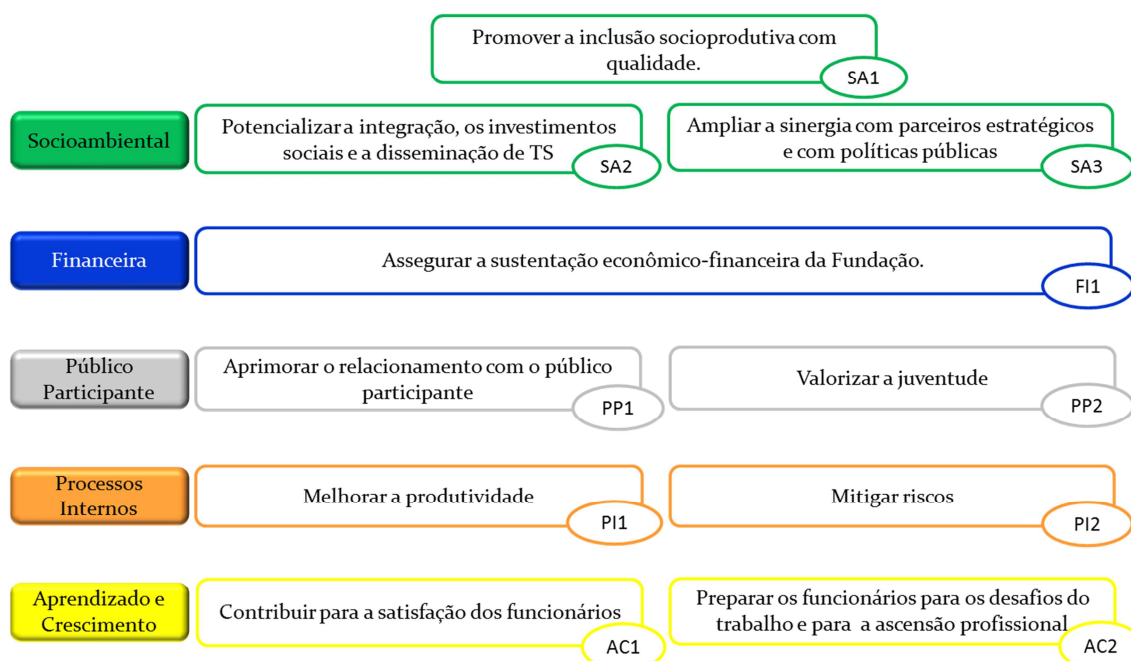 Promover a inclusão socioprodutiva com
qualidade.
SA1
Socioambiental
Potencializar a integração, os investimentos
sociais e a disseminação de TS
SA2
Ampliar a sinergia com parceiros estratégicos
e com políticas públicas
SA3
Financeira
Assegurar a sustentação econômico-financeira da Fundação.
FI1
Público
Participante
Aprimorar o relacionamento com o público
participante
PP1
Valorizar a juventude
PP2
Processos
Internos
Melhorar a produtividade
PI1
Mitigar riscos
PI2
Aprendizado e
Crescimento
Contribuir para a satisfação dos funcionários
AC1
Preparar os funcionários para os desafios do
trabalho e para a ascensão profissional
AC2